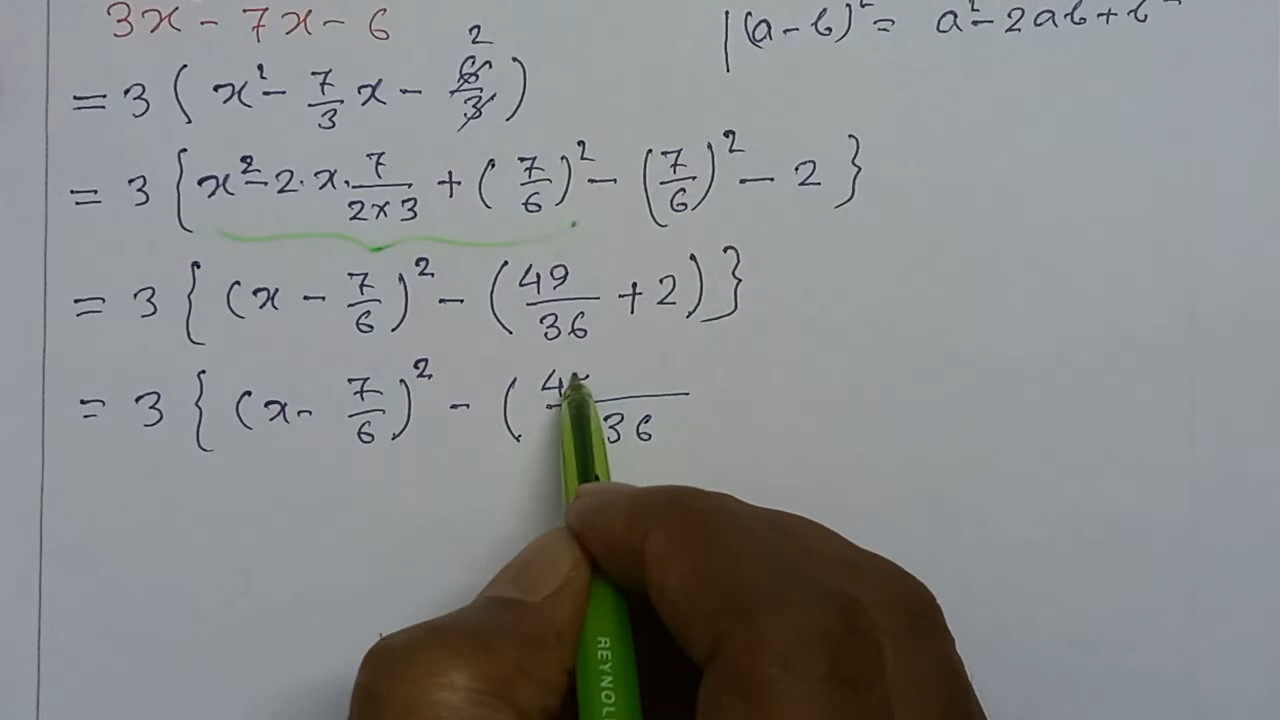 3x - 7x - 6
|(a - b)² = a² - 2ab + b²
= 3 ( x² - 7/3 x - 6/3 ) 2
= 3 { x² - 2·x·7/2×3 + (7/6)² - (7/6)² - 2 }
= 3 { (x - 7/6)² - (49/36 + 2) }
= 3 { (x - 7/6)² - ( 4 /36
REYNOL